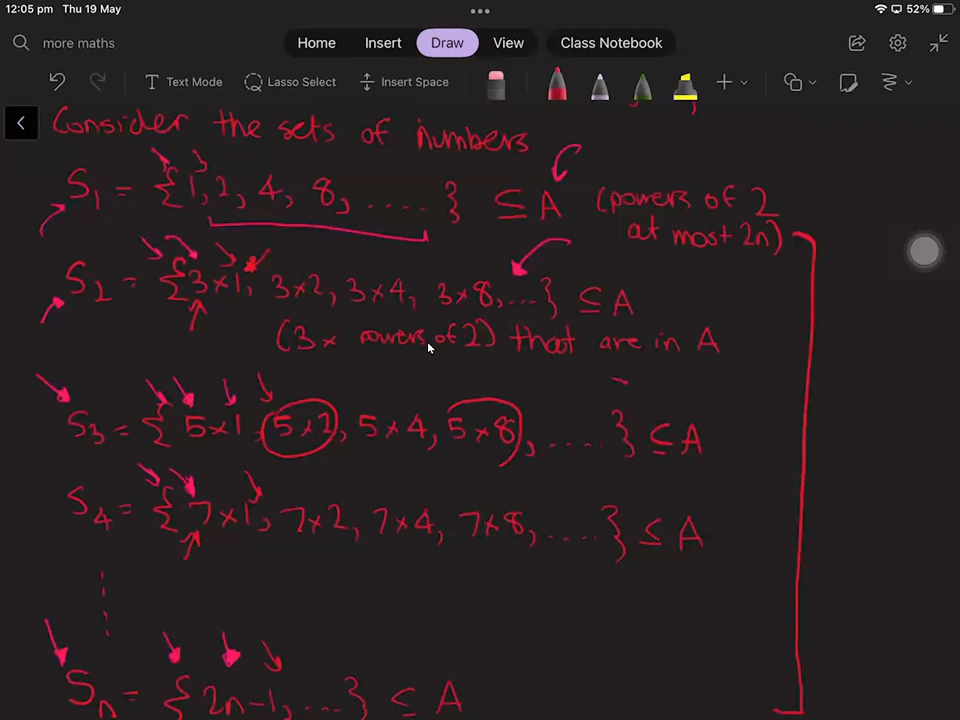 12:05 pm Thu 19 May 52%
more maths Home Insert Draw View Class Notebook
Text Mode Lasso Select Insert Space
Consider the sets of numbers
S1 = {1, 2, 4, 8, ..... } ⊆ A (powers of 2
at most 2n)
S2 = {3×1, 3×2, 3×4, 3×8, ...} ⊆ A
(3× powers of 2) that are in A
S3 = {5×1, 5×2, 5×4, 5×8, .....} ⊆ A
S4 = {7×1, 7×2, 7×4, 7×8, .....} ⊆ A
Sn = {2n-1, ....} ⊆ A